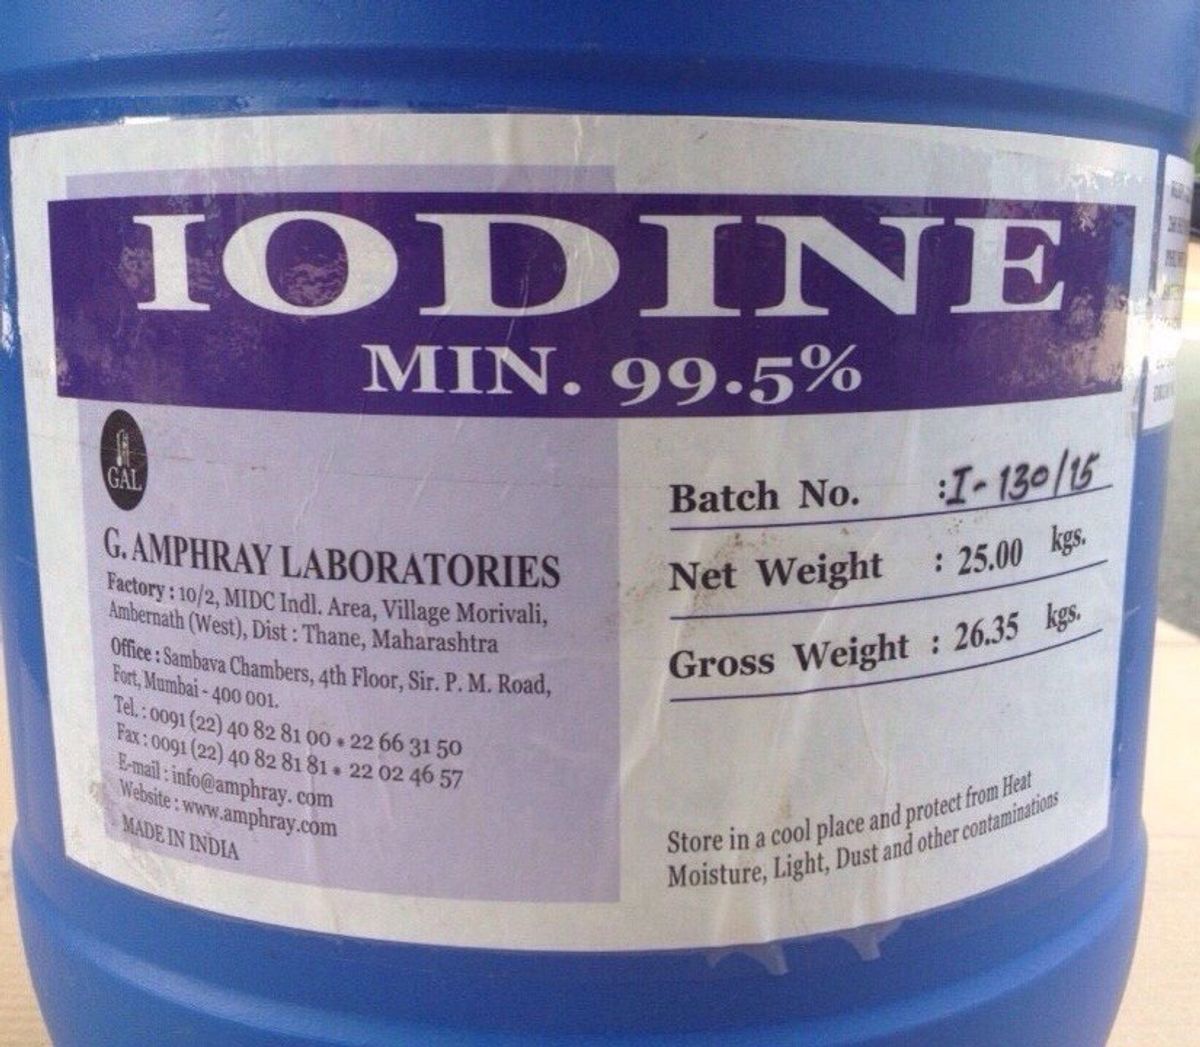 IODINE
MIN. 99.5%
GAL
G. AMPHRAY LABORATORIES
Factory : 10/2, MIDC Indl. Area, Village Morivali,
Ambernath (West), Dist : Thane, Maharashtra
Office : Sambava Chambers, 4th Floor, Sir. P. M. Road,
Fort, Mumbai - 400 001.
Tel. : 0091 (22) 40 82 81 00 * 22 66 31 50
Fax : 0091 (22) 40 82 81 81 * 22 02 46 57
E-mail : info@amphray. com
Website : www.amphray.com
MADE IN INDIA
Batch No. : I-130/15
Net Weight : 25.00 kgs.
Gross Weight : 26.35 kgs.
Store in a cool place and protect from Heat
Moisture, Light, Dust and other contaminations